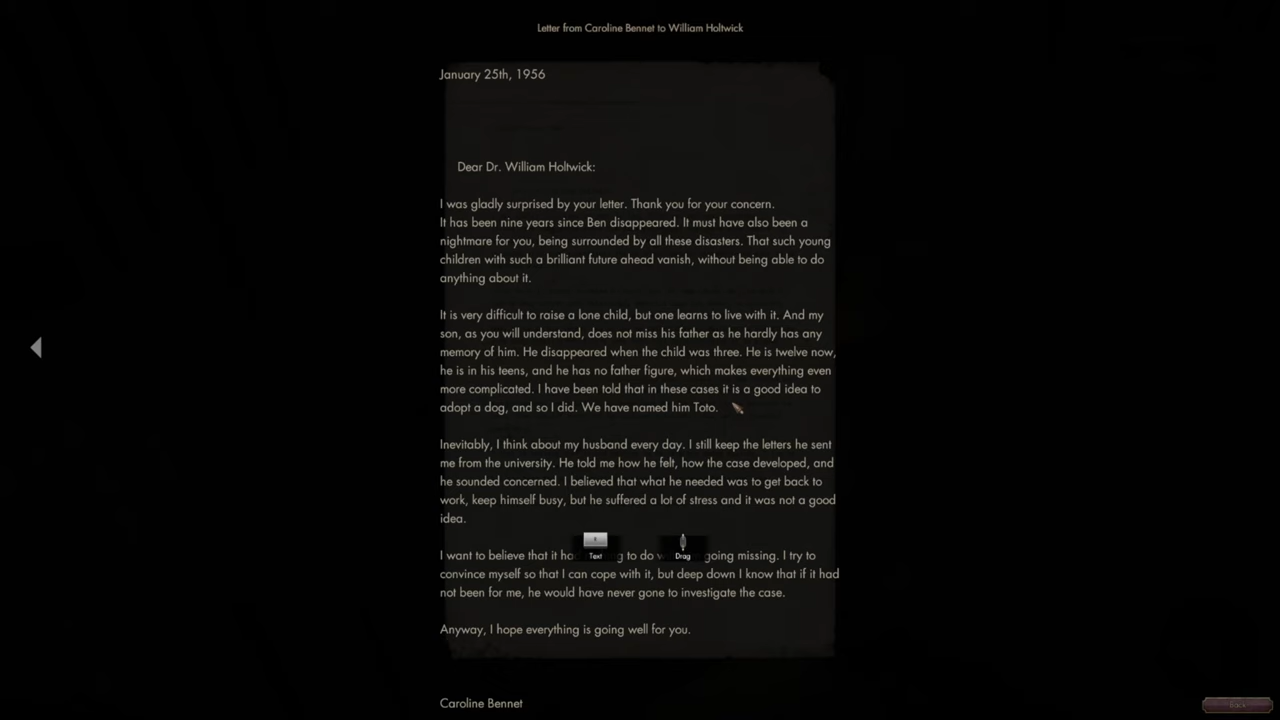 Letter from Caroline Bennet to William Holtwick
January 25th, 1956
Dear Dr. William Holtwick:
I was gladly surprised by your letter. Thank you for your concern.
It has been nine years since Ben disappeared. It must have also been a
nightmare for you, being surrounded by all these disasters. That such young
children with such a brilliant future ahead vanish, without being able to do
anything about it.
It is very difficult to raise a lone child, but one learns to live with it. And my
son, as you will understand, does not miss his father as he hardly has any
memory of him. He disappeared when the child was three. He is twelve now,
he is in his teens, and he has no father figure, which makes everything even
more complicated. I have been told that in these cases it is a good idea to
adopt a dog, and so I did. We have named him Toto.
Inevitably, I think about my husband every day. I still keep the letters he sent
me from the university. He told me how he felt, how the case developed, and
he sounded concerned. I believed that what he needed was to get back to
work, keep himself busy, but he suffered a lot of stress and it was not a good
idea.
I want to believe that it had to do going missing. I try to
Text
Drag
convince myself so that I can cope with it, but deep down I know that if it had
not been for me, he would have never gone to investigate the case.
Anyway, I hope everything is going well for you.
Caroline Bennet
Back